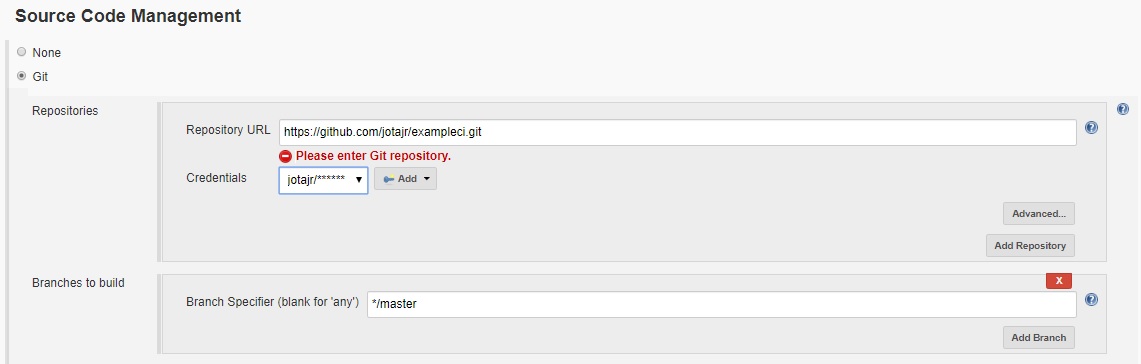 Source Code Management
None
Git
Repositories
Repository URL https://github.com/jotajr/exampleci.git
Please enter Git repository.
Credentials jotajr/****** Add
Advanced...
Add Repository
Branches to build
X
Branch Specifier (blank for 'any') */master
Add Branch